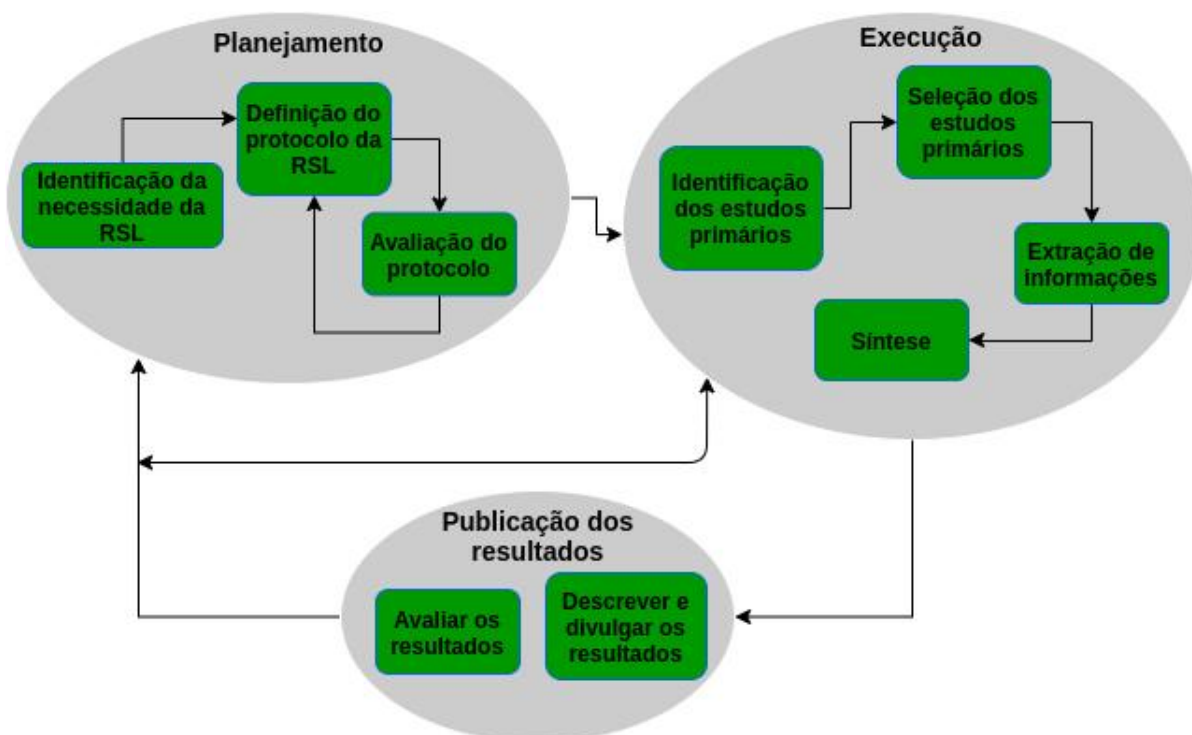 Planejamento
Identificação da
necessidade da
RSL
Definição do
protocolo da
RSL
Avaliação do
protocolo
Execução
Identificação
dos estudos
primários
Seleção dos
estudos
primários
Extração de
informações
Síntese
Publicação dos
resultados
Avaliar os
resultados
Descrever e
divulgar os
resultados